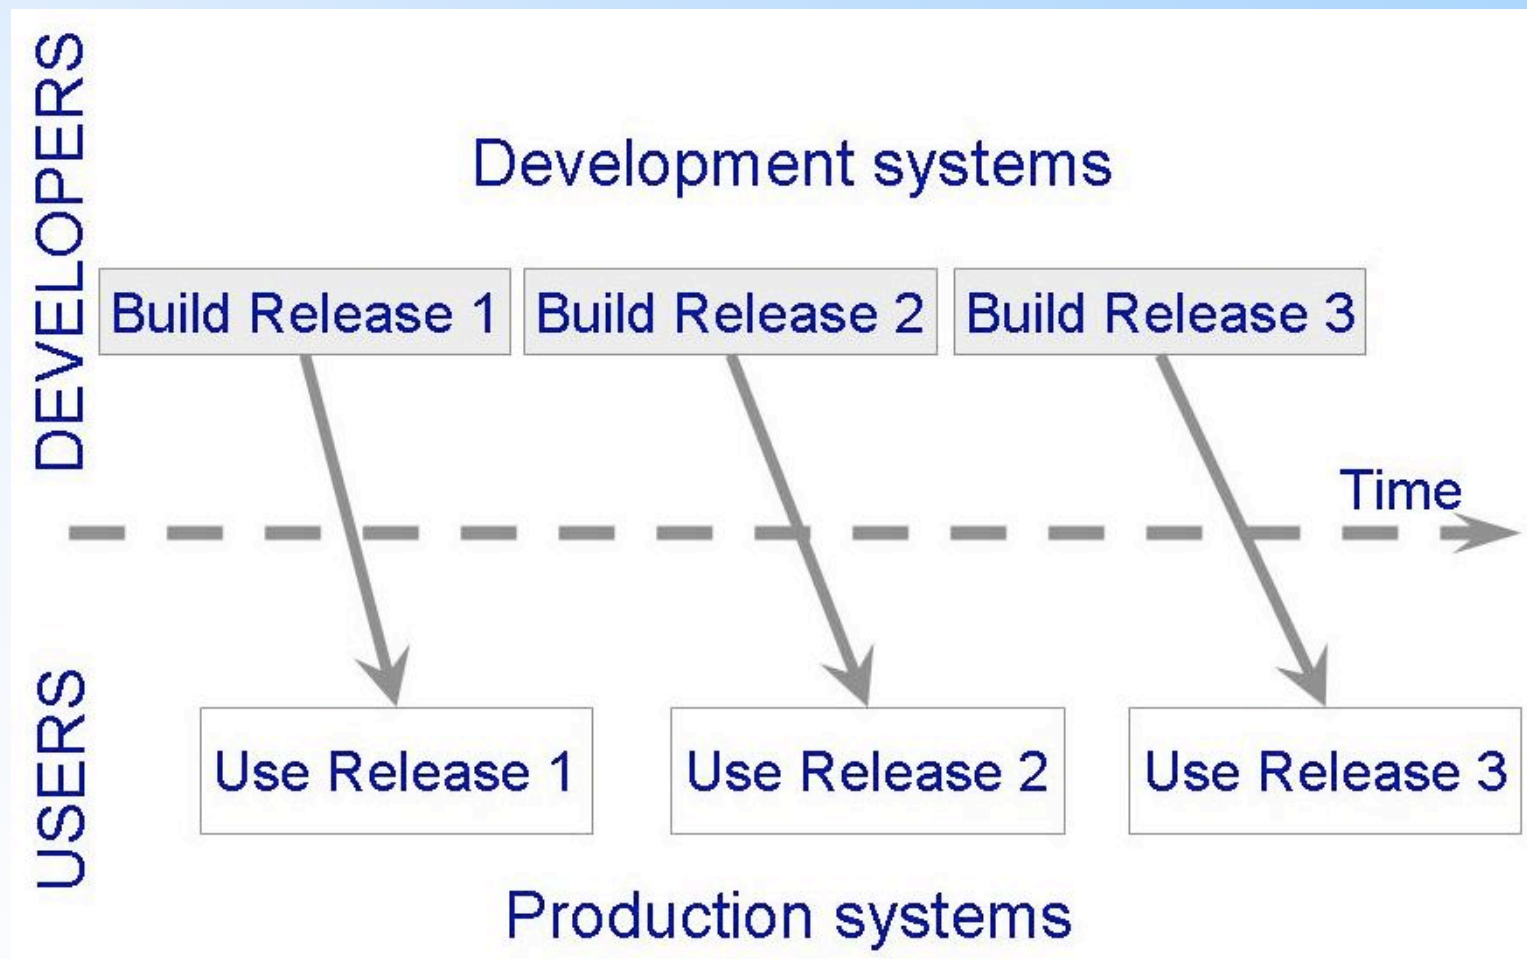 DEVELOPERS
Development systems
Build Release 1
Build Release 2
Build Release 3
Time
USERS
Use Release 1
Use Release 2
Use Release 3
Production systems